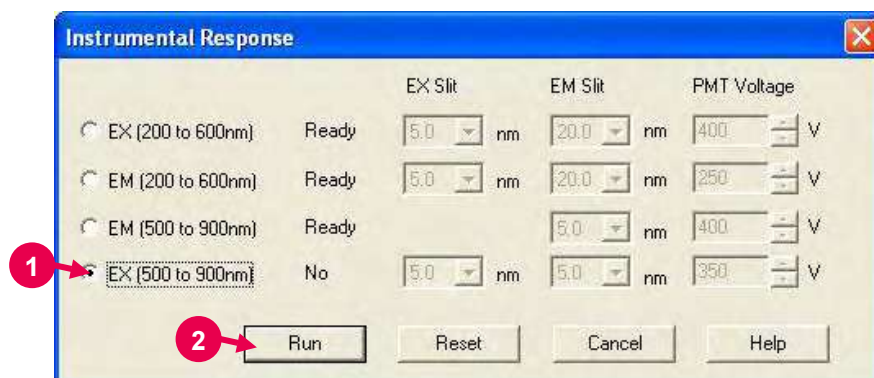 Instrumental Response
EX Slit EM Slit PMT Voltage
EX (200 to 600nm) Ready 5.0 nm 20.0 nm 400 V
EM (200 to 600nm) Ready 5.0 nm 20.0 nm 250 V
EM (500 to 900nm) Ready 5.0 nm 400 V
1 EX (500 to 900nm) No 5.0 nm 5.0 nm 350 V
2 Run Reset Cancel Help